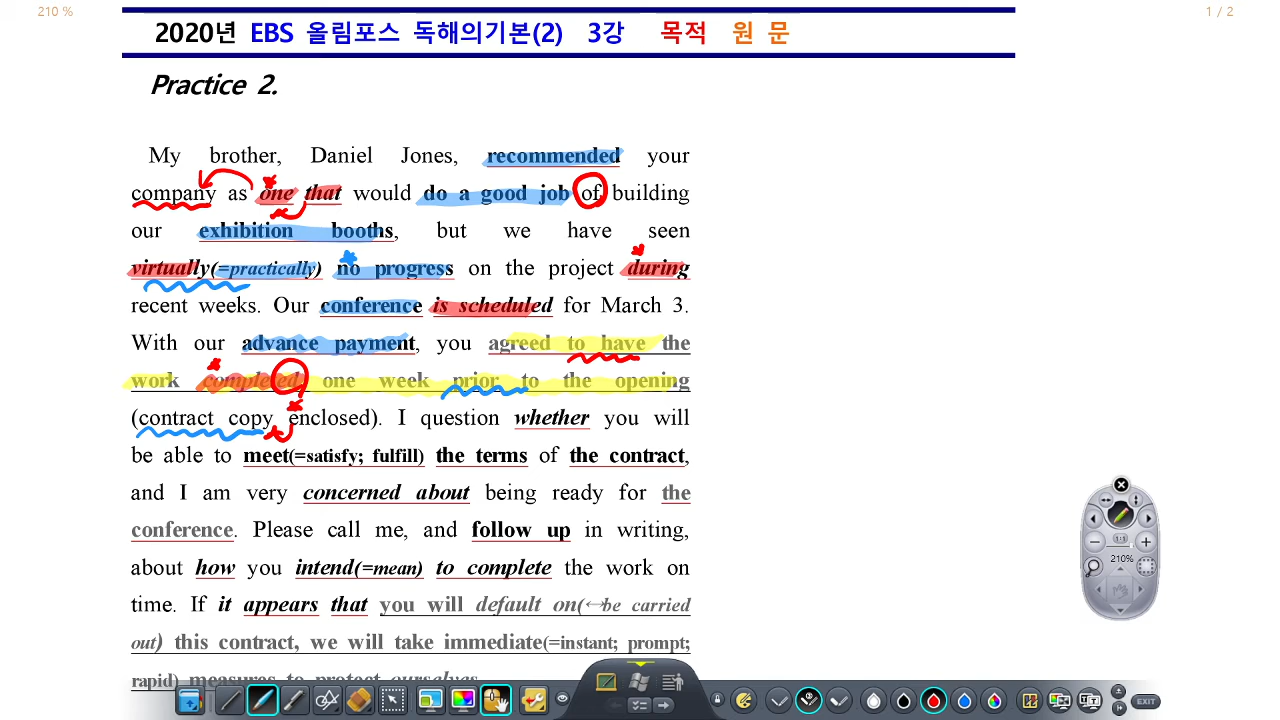 210 %
1 / 2
2020년 EBS 올림포스 독해의기본(2) 3강 목적 원 문
Practice 2.
My brother, Daniel Jones, recommended your
company as one that would do a good job of building
our exhibition booths, but we have seen
virtually(=practically) no progress on the project during
recent weeks. Our conference is scheduled for March 3.
With our advance payment, you agreed to have the
work completed one week prior to the opening
(contract copy enclosed). I question whether you will
be able to meet(=satisfy; fulfill) the terms of the contract,
and I am very concerned about being ready for the
conference. Please call me, and follow up in writing,
about how you intend(=mean) to complete the work on
time. If it appears that you will default on(↔be carried
out) this contract, we will take immediate(=instant; prompt;
rapid) measures to protect ourselves.
1:1
210%
EXIT